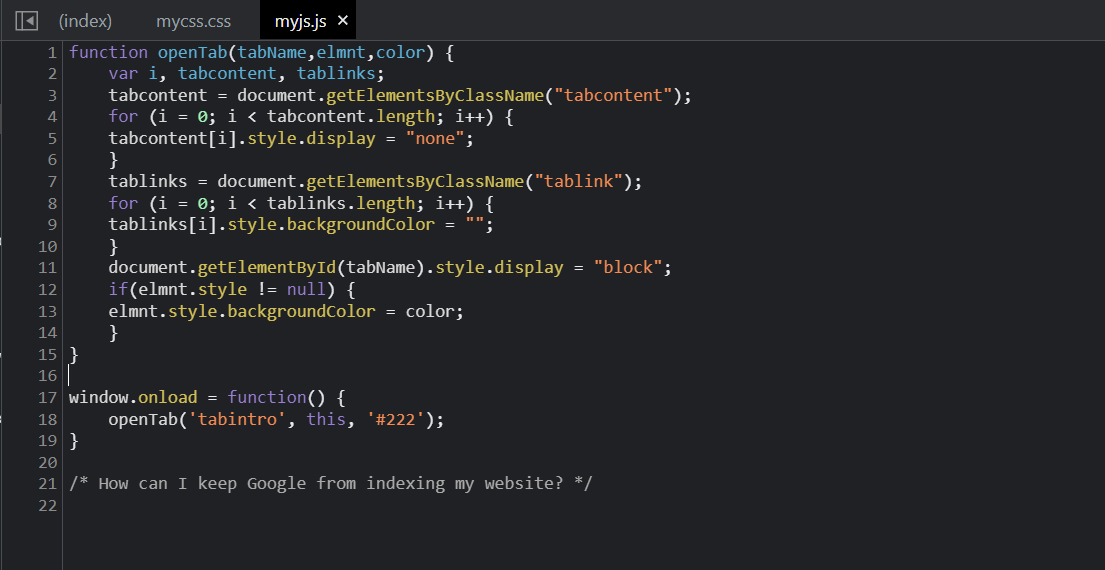 (index) mycss.css myjs.js ×
1 function openTab(tabName,elmnt,color) {
2     var i, tabcontent, tablinks;
3     tabcontent = document.getElementsByClassName("tabcontent");
4     for (i = 0; i < tabcontent.length; i++) {
5     tabcontent[i].style.display = "none";
6     }
7     tablinks = document.getElementsByClassName("tablink");
8     for (i = 0; i < tablinks.length; i++) {
9     tablinks[i].style.backgroundColor = "";
10     }
11     document.getElementById(tabName).style.display = "block";
12     if(elmnt.style != null) {
13     elmnt.style.backgroundColor = color;
14     }
15 }
16
17 window.onload = function() {
18     openTab('tabintro', this, '#222');
19 }
20
21 /* How can I keep Google from indexing my website? */
22